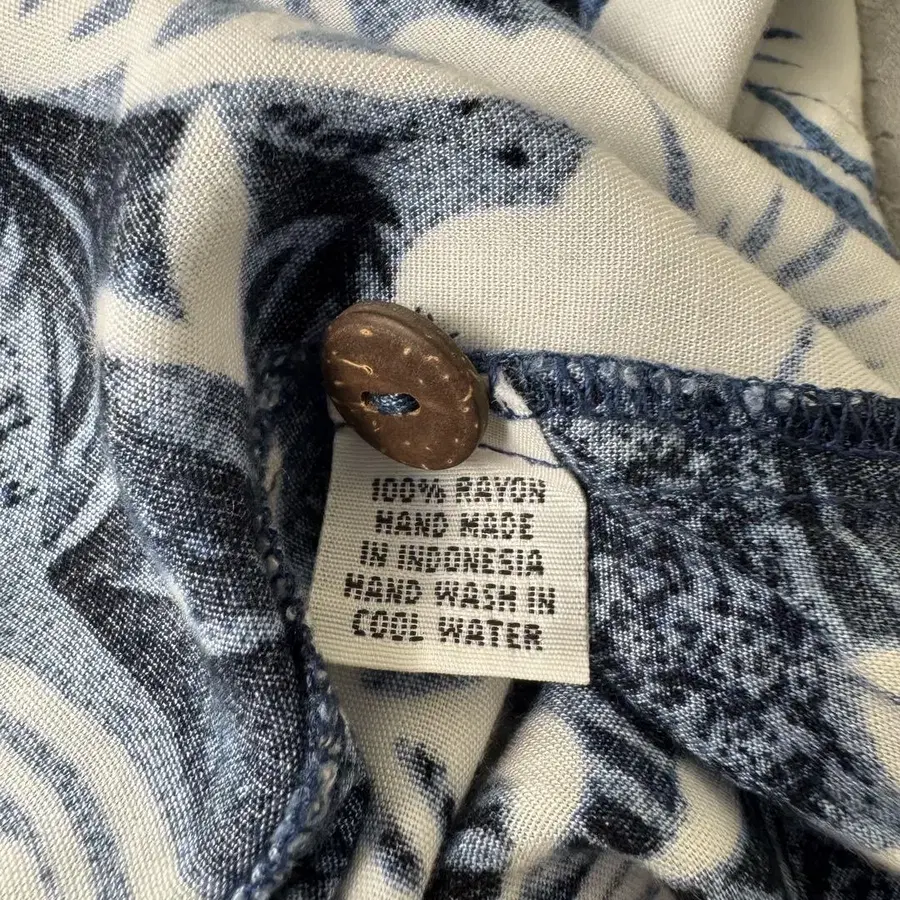 100% RAYON
HAND MADE
IN INDONESIA
HAND WASH IN
COOL WATER